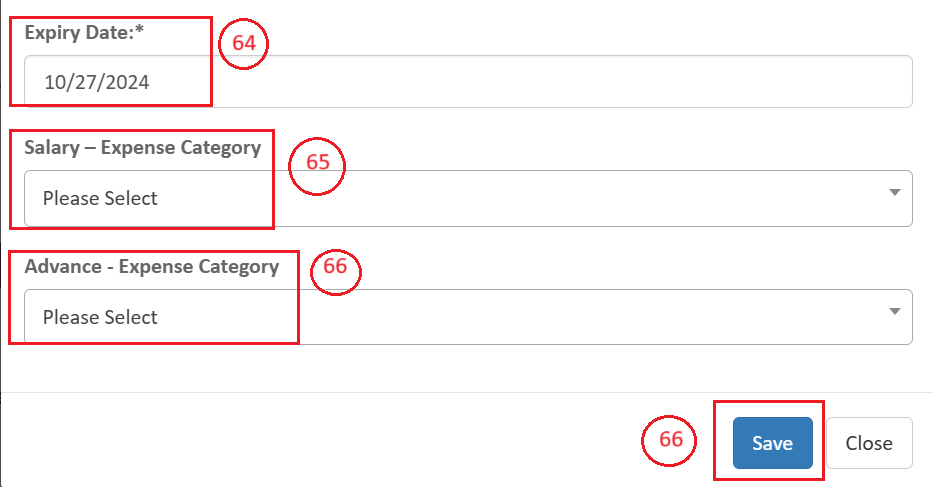 Expiry Date:*
64
10/27/2024
Salary – Expense Category
65
Please Select
Advance - Expense Category
66
Please Select
66
Save
Close